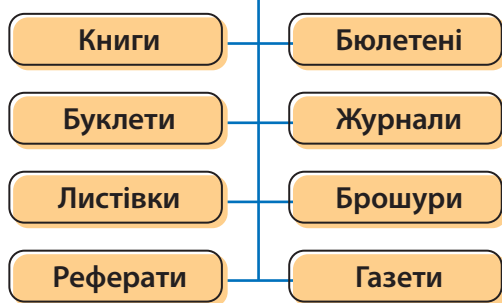 Книги
Бюлетені
Буклети
Журнали
Листівки
Брошури
Реферати
Газети